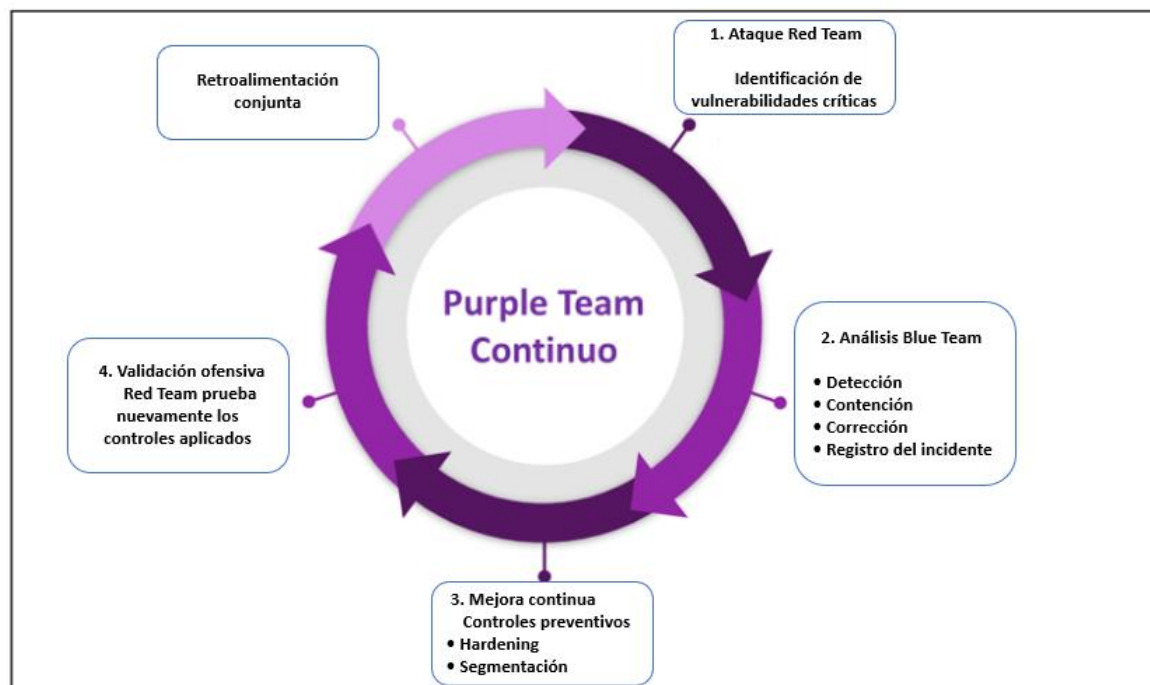 Retroalimentación
conjunta
1. Ataque Red Team
Identificación de
vulnerabilidades críticas
Purple Team
Continuo
2. Análisis Blue Team
• Detección
• Contención
• Corrección
• Registro del incidente
3. Mejora continua
Controles preventivos
• Hardening
• Segmentación
4. Validación ofensiva
Red Team prueba
nuevamente los
controles aplicados